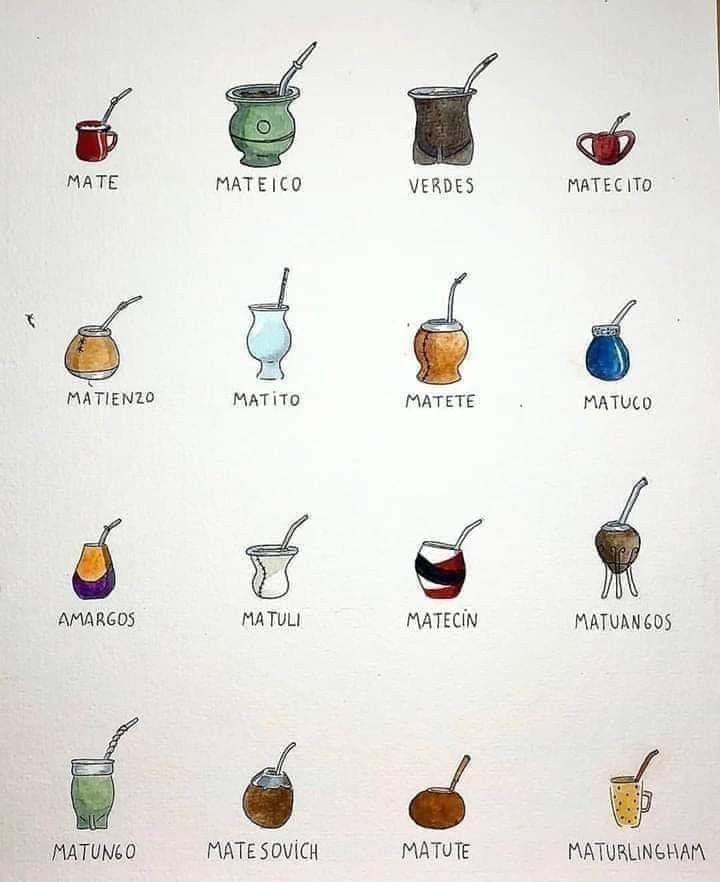 MATE
MATEICO
VERDES
MATECITO
MATIENZO
MATITO
MATETE
MATUCO
AMARGOS
MATULI
MATECÍN
MATUANGOS
MATUNGO
MATESOVICH
MATUTE
MATURLINGHAM